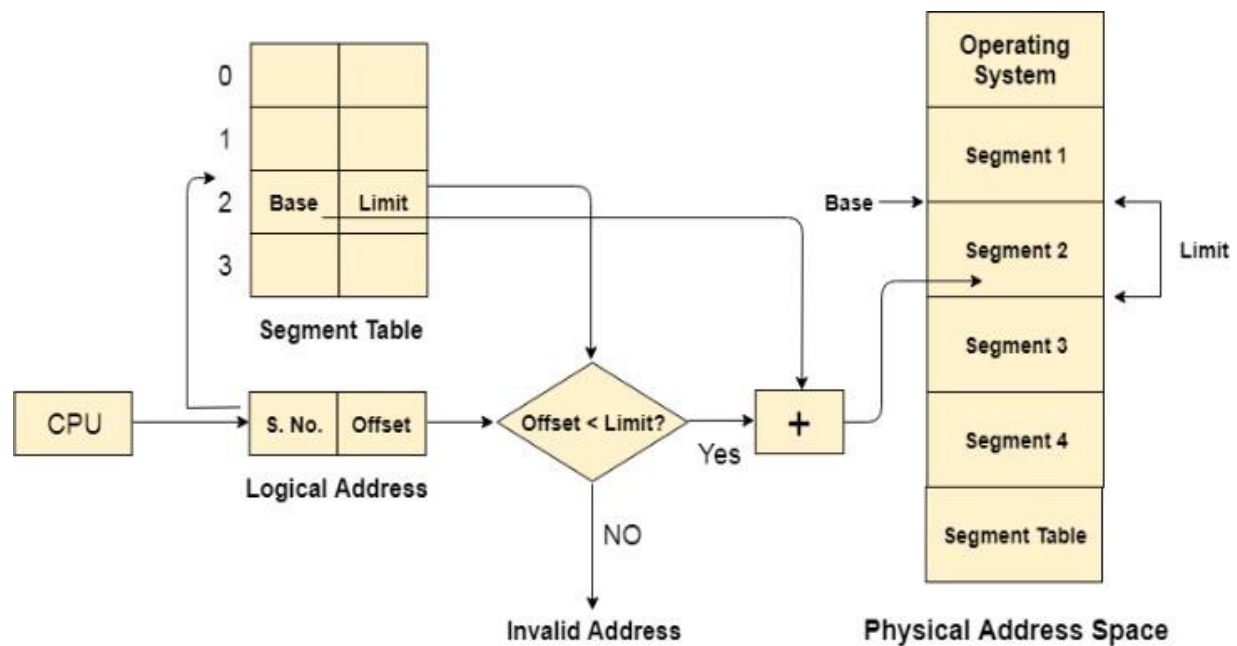 0
1
2
3
Base
Limit
Segment Table
CPU
S. No.
Offset
Logical Address
Offset < Limit?
Yes
+
NO
Invalid Address
Operating
System
Segment 1
Base
Segment 2
Limit
Segment 3
Segment 4
Segment Table
Physical Address Space